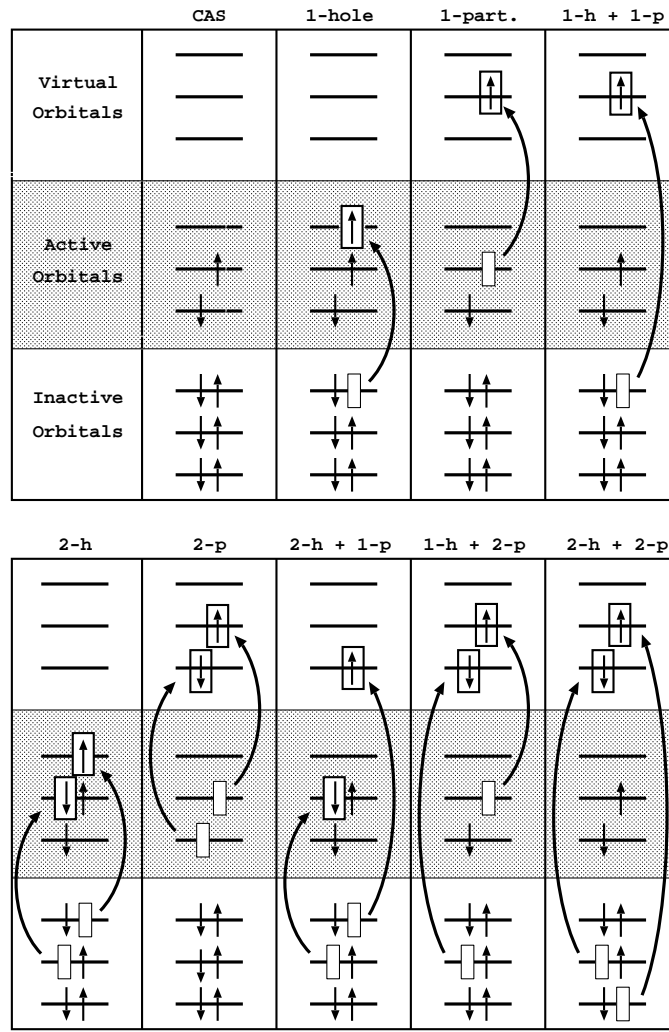 CAS 1-hole 1-part. 1-h + 1-p
Virtual
Orbitals
Active
Orbitals
Inactive
Orbitals
2-h 2-p 2-h + 1-p 1-h + 2-p 2-h + 2-p